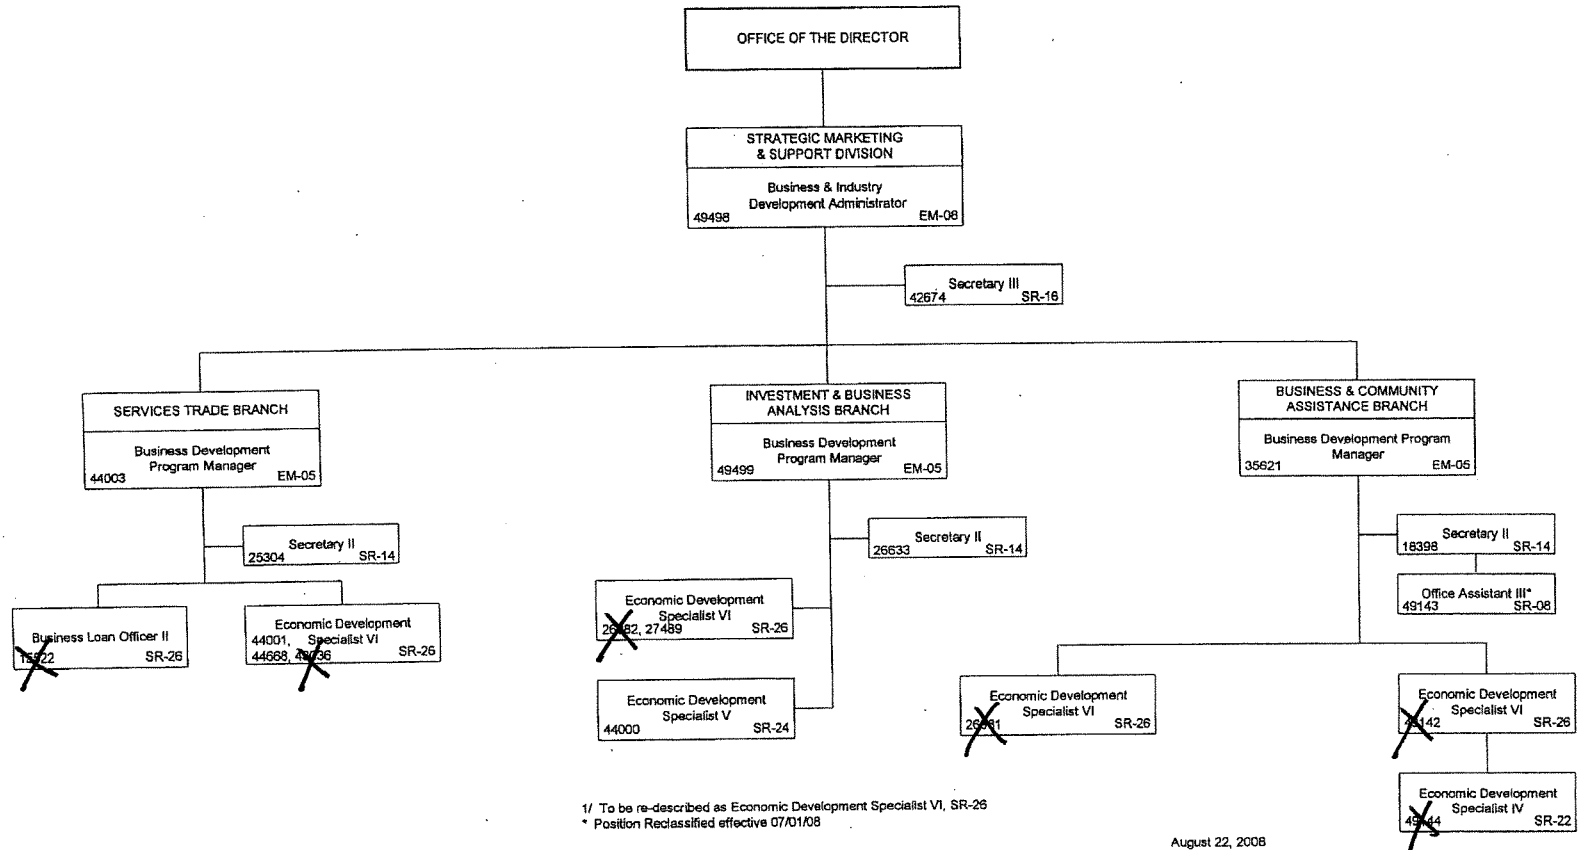 OFFICE OF THE DIRECTOR
STRATEGIC MARKETING
& SUPPORT DIVISION
Business & Industry
Development Administrator
49498 EM-08
Secretary III
42674 SR-16
SERVICES TRADE BRANCH
Business Development
Program Manager
44003 EM-05
INVESTMENT & BUSINESS
ANALYSIS BRANCH
Business Development
Program Manager
49499 EM-05
BUSINESS & COMMUNITY
ASSISTANCE BRANCH
Business Development Program
Manager
35621 EM-05
Secretary II
25304 SR-14
Secretary II
26633 SR-14
Secretary II
18398 SR-14
Office Assistant III*
49143 SR-08
Business Loan Officer II
SR-26
Economic Development
44001, Specialist VI
44668, SR-26
Economic Development
Specialist VI
27489 SR-26
Economic Development
Specialist V
44000 SR-24
Economic Development
Specialist VI
SR-26
Economic Development
Specialist VI
SR-26
Economic Development
Specialist IV
SR-22
1/ To be re-described as Economic Development Specialist VI, SR-26
* Position Reclassified effective 07/01/08
August 22, 2008